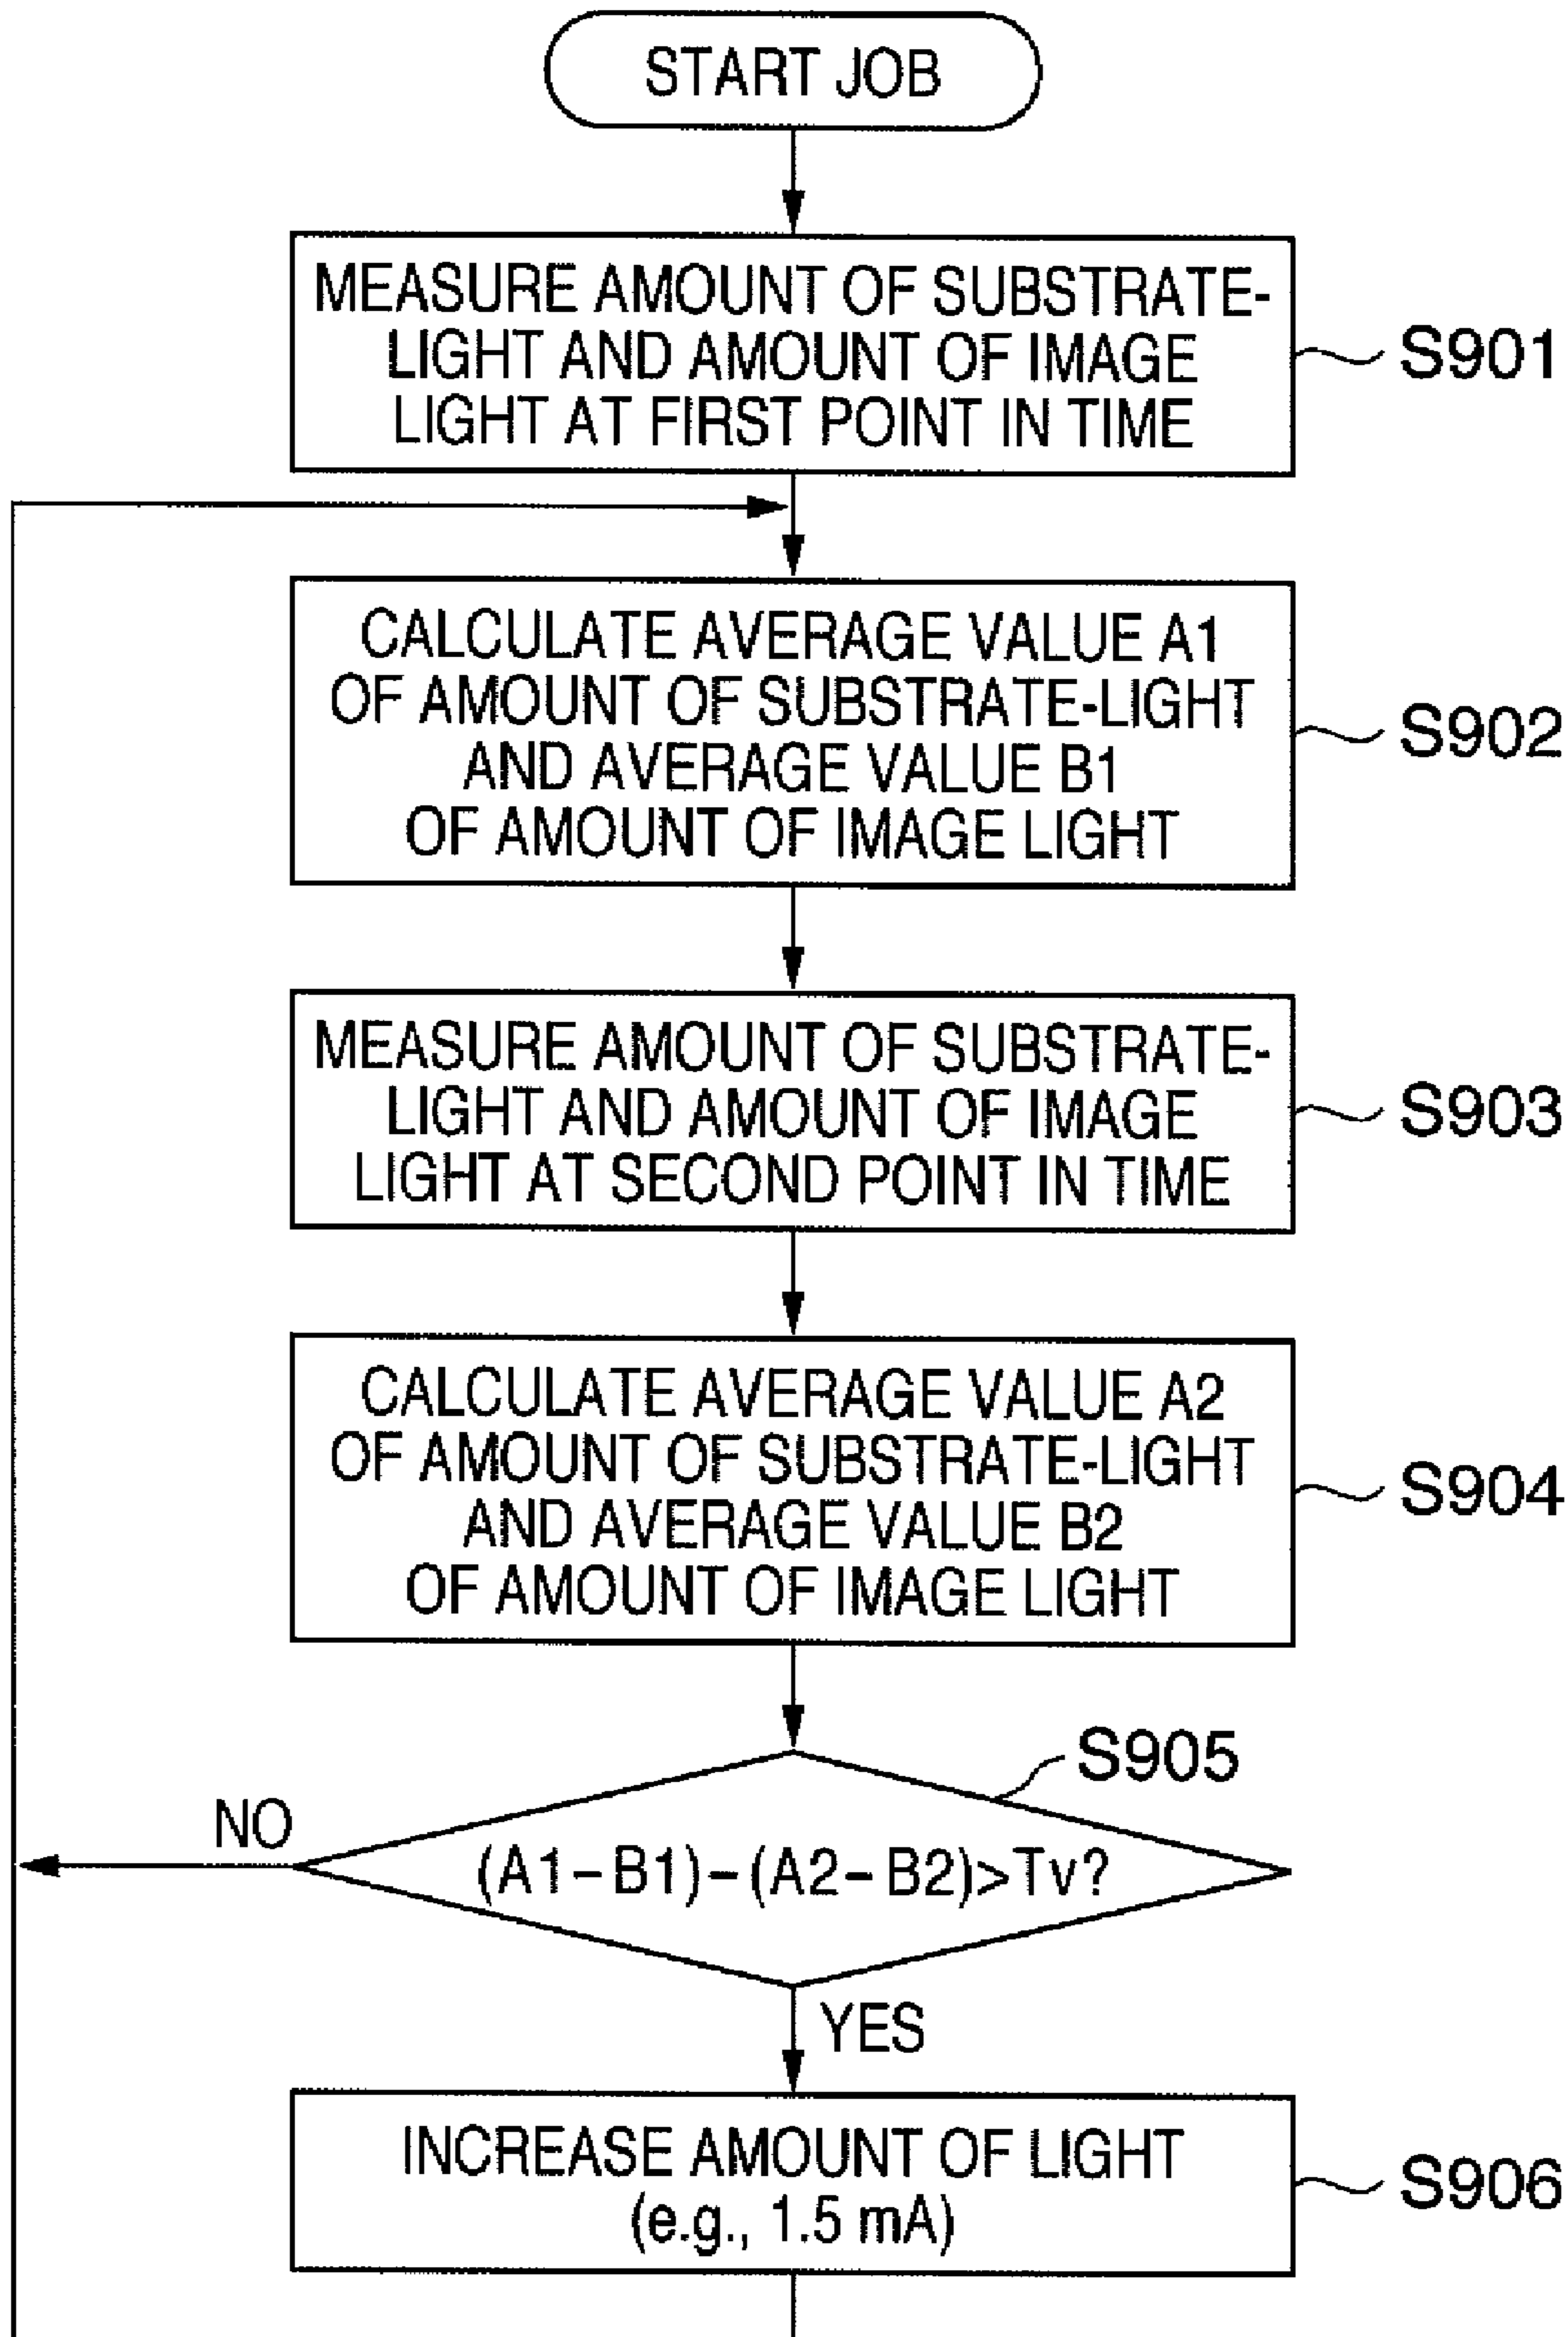 START JOB
MEASURE AMOUNT OF SUBSTRATE-
LIGHT AND AMOUNT OF IMAGE
LIGHT AT FIRST POINT IN TIME
S901
CALCULATE AVERAGE VALUE A1
OF AMOUNT OF SUBSTRATE-LIGHT
AND AVERAGE VALUE B1
OF AMOUNT OF IMAGE LIGHT
S902
MEASURE AMOUNT OF SUBSTRATE-
LIGHT AND AMOUNT OF IMAGE
LIGHT AT SECOND POINT IN TIME
S903
CALCULATE AVERAGE VALUE A2
OF AMOUNT OF SUBSTRATE-LIGHT
AND AVERAGE VALUE B2
OF AMOUNT OF IMAGE LIGHT
S904
S905
NO
(A1-B1)-(A2-B2)>Tv?
YES
INCREASE AMOUNT OF LIGHT
(e.g., 1.5 mA)
S906